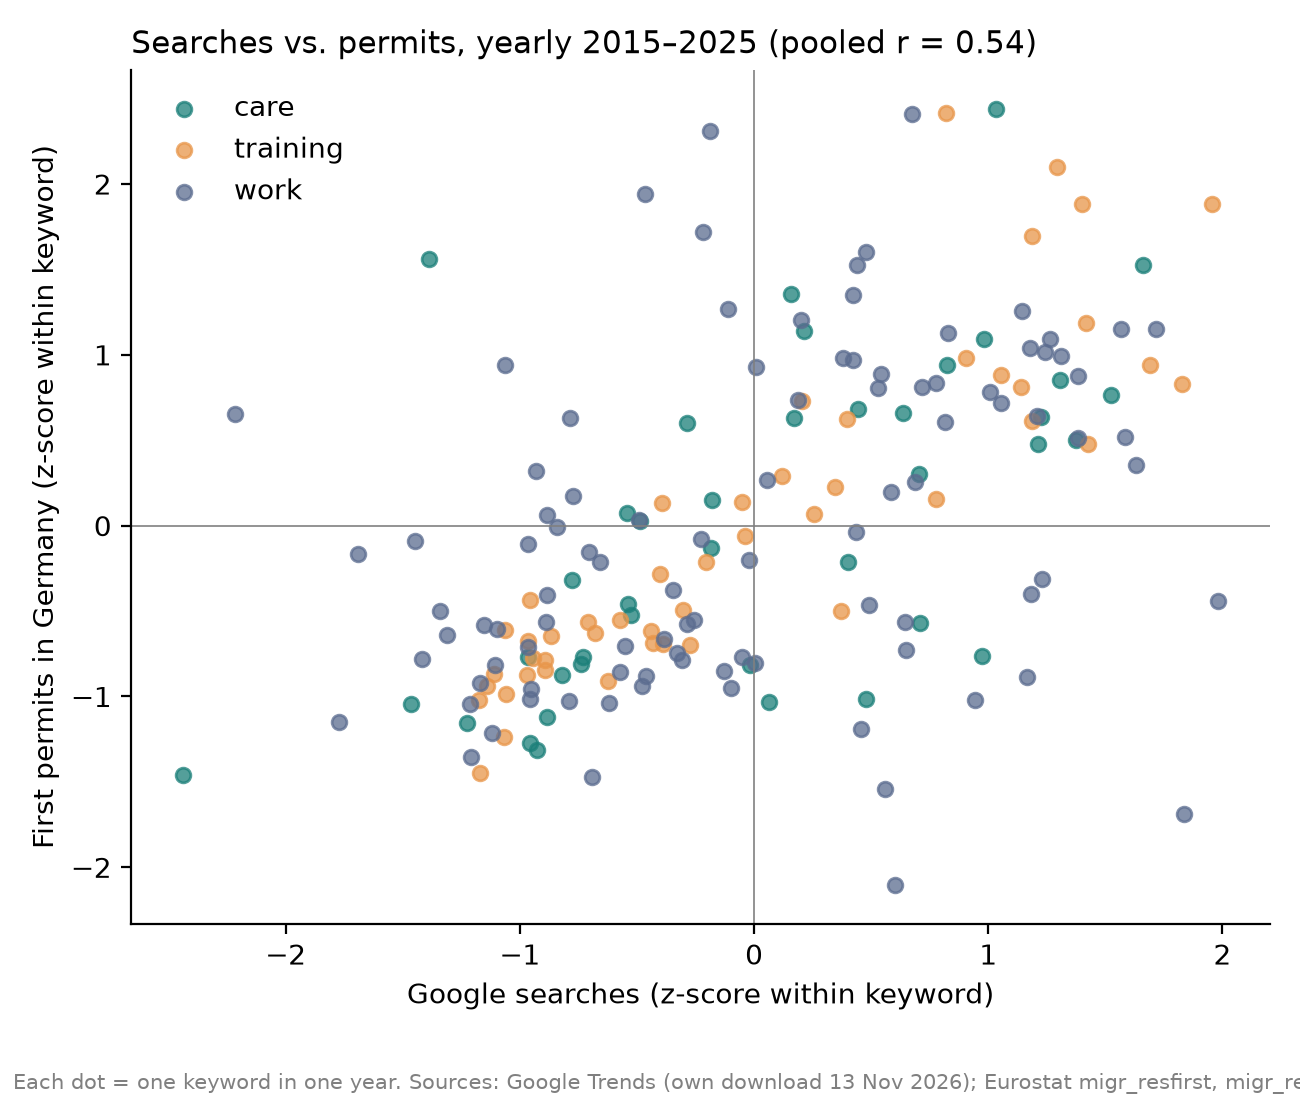 Searches vs. permits, yearly 2015–2025 (pooled r = 0.54)
care
training
work
First permits in Germany (z-score within keyword)
2
1
0
−1
−2
−2
−1
0
1
2
Google searches (z-score within keyword)
Each dot = one keyword in one year. Sources: Google Trends (own download 13 Nov 2026); Eurostat migr_resfirst, migr_re